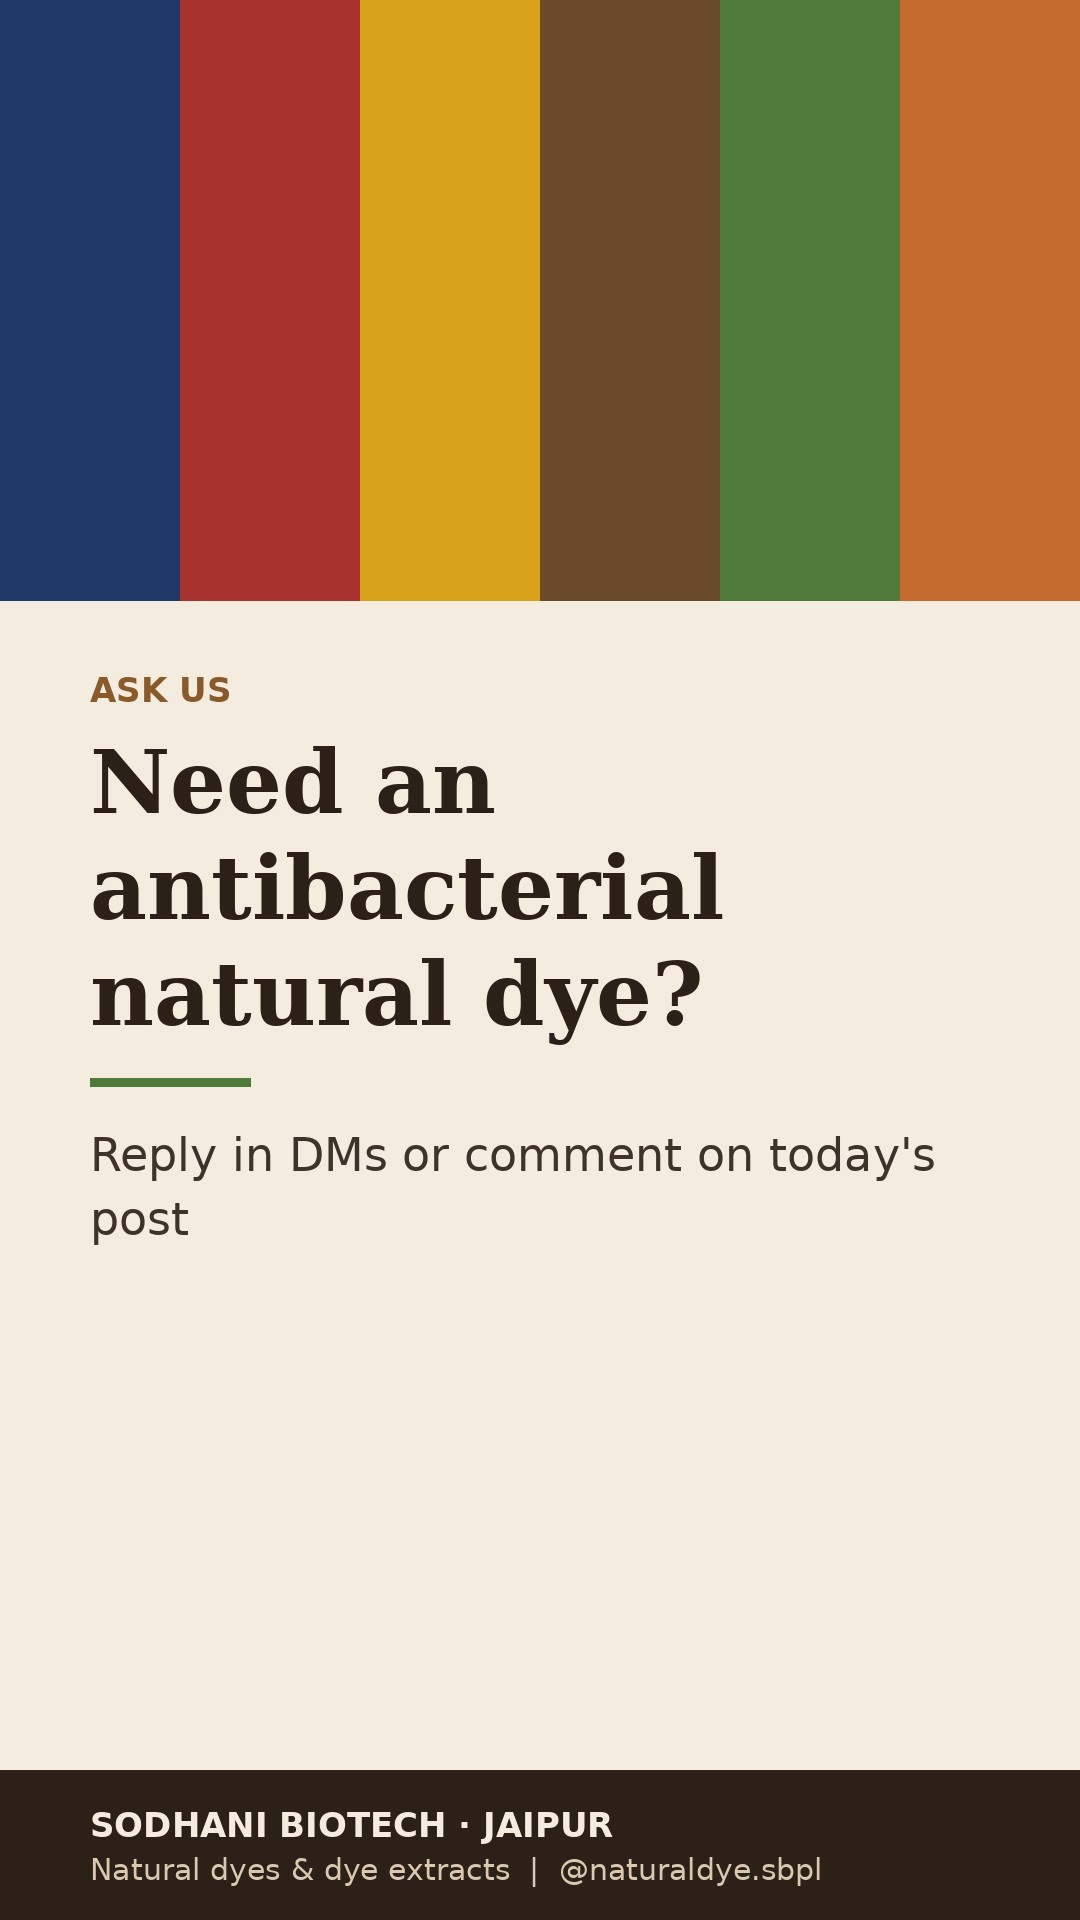 ASK US
Need an
antibacterial
natural dye?
Reply in DMs or comment on today's
post
SODHANI BIOTECH · JAIPUR
Natural dyes & dye extracts | @naturaldye.sbpl